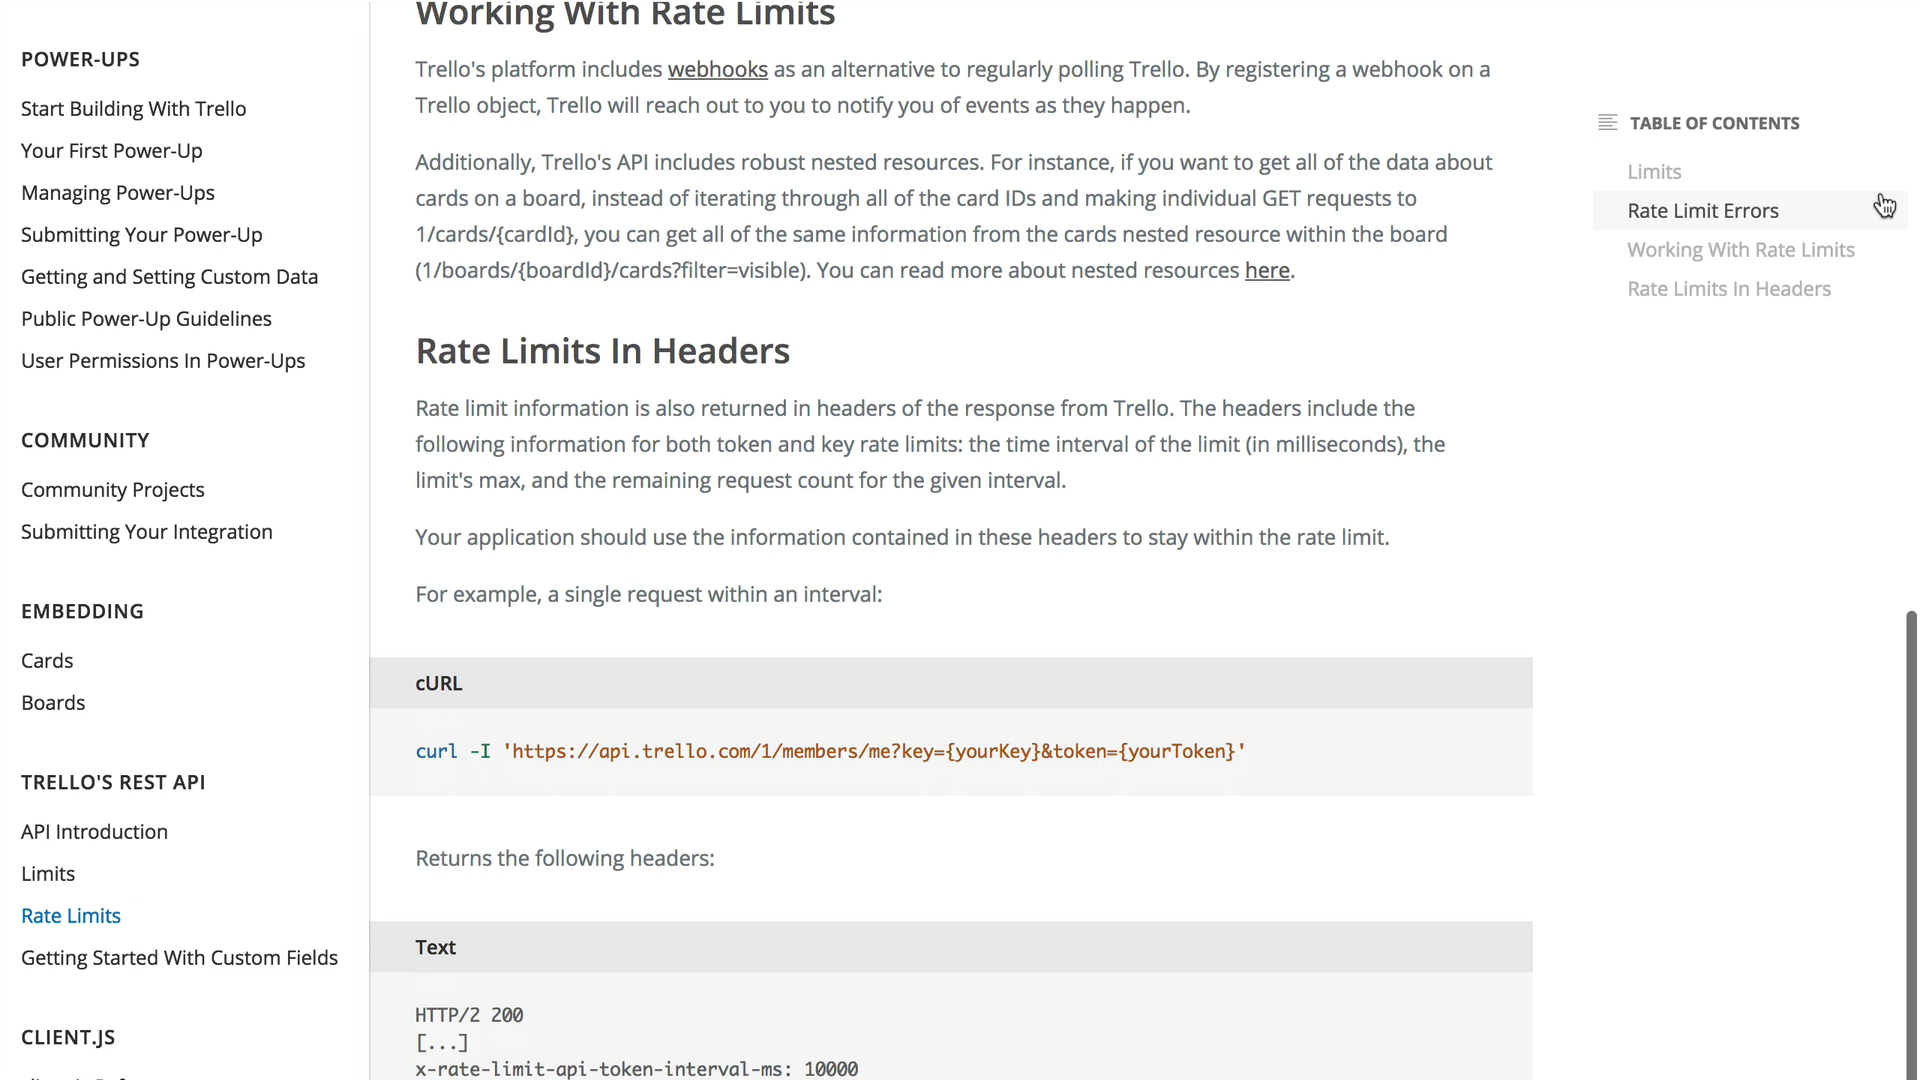 POWER-UPS
Start Building With Trello
Your First Power-Up
Managing Power-Ups
Submitting Your Power-Up
Getting and Setting Custom Data
Public Power-Up Guidelines
User Permissions In Power-Ups
COMMUNITY
Community Projects
Submitting Your Integration
EMBEDDING
Cards
Boards
TRELLO'S REST API
API Introduction
Limits
Rate Limits
Getting Started With Custom Fields
CLIENT.JS
Working With Rate Limits
Trello's platform includes webhooks as an alternative to regularly polling Trello. By registering a webhook on a
Trello object, Trello will reach out to you to notify you of events as they happen.
Additionally, Trello's API includes robust nested resources. For instance, if you want to get all of the data about
cards on a board, instead of iterating through all of the card IDs and making individual GET requests to
1/cards/{cardId}, you can get all of the same information from the cards nested resource within the board
(1/boards/{boardId}/cards?filter=visible). You can read more about nested resources here.
Rate Limits In Headers
Rate limit information is also returned in headers of the response from Trello. The headers include the
following information for both token and key rate limits: the time interval of the limit (in milliseconds), the
limit's max, and the remaining request count for the given interval.
Your application should use the information contained in these headers to stay within the rate limit.
For example, a single request within an interval:
cURL
curl -I 'https://api.trello.com/1/members/me?key={yourKey}&token={yourToken}'
Returns the following headers:
Text
HTTP/2 200
[...]
x-rate-limit-api-token-interval-ms: 10000
TABLE OF CONTENTS
Limits
Rate Limit Errors
Working With Rate Limits
Rate Limits In Headers